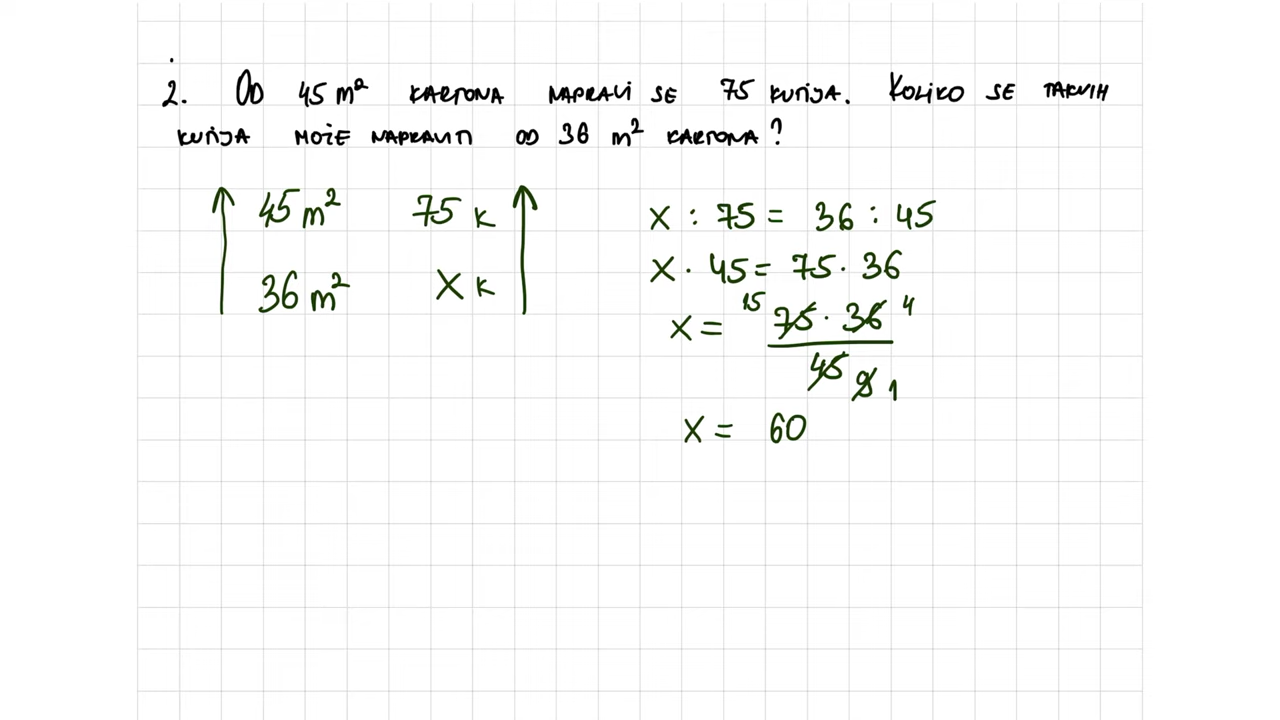 2. Od 45 m² KARTONA NAPRAVI SE 75 KUTIJA. KOLIKO SE TAKVIH
KUTIJA MOŽE NAPRAVITI OD 36 m² KARTONA?
45 m² 75 k
36 m² X k
X : 75 = 36 : 45
X · 45 = 75 · 36
X = 15 75 · 36 4
45 9 1
X = 60